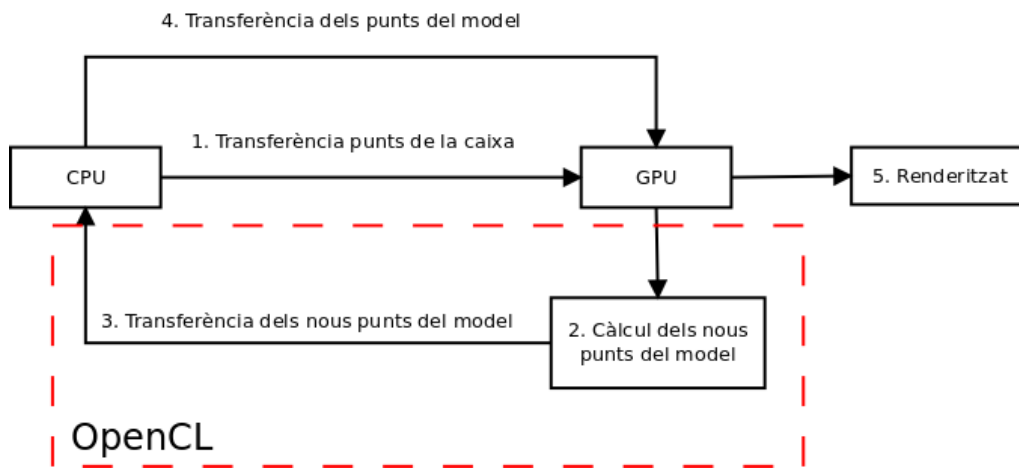 4. Transferència dels punts del model
1. Transferència punts de la caixa
CPU
GPU
5. Renderitzat
3. Transferència dels nous punts del model
2. Càlcul dels nous
punts del model
OpenCL